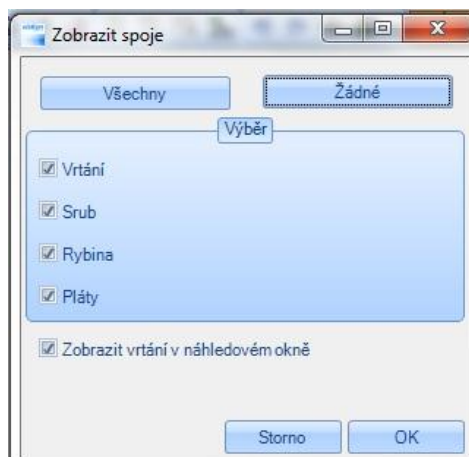 Zobrazit spoje
Všechny
Žádné
Výběr
Vrtání
Srub
Rybina
Pláty
Zobrazit vrtání v náhledovém okně
Storno
OK